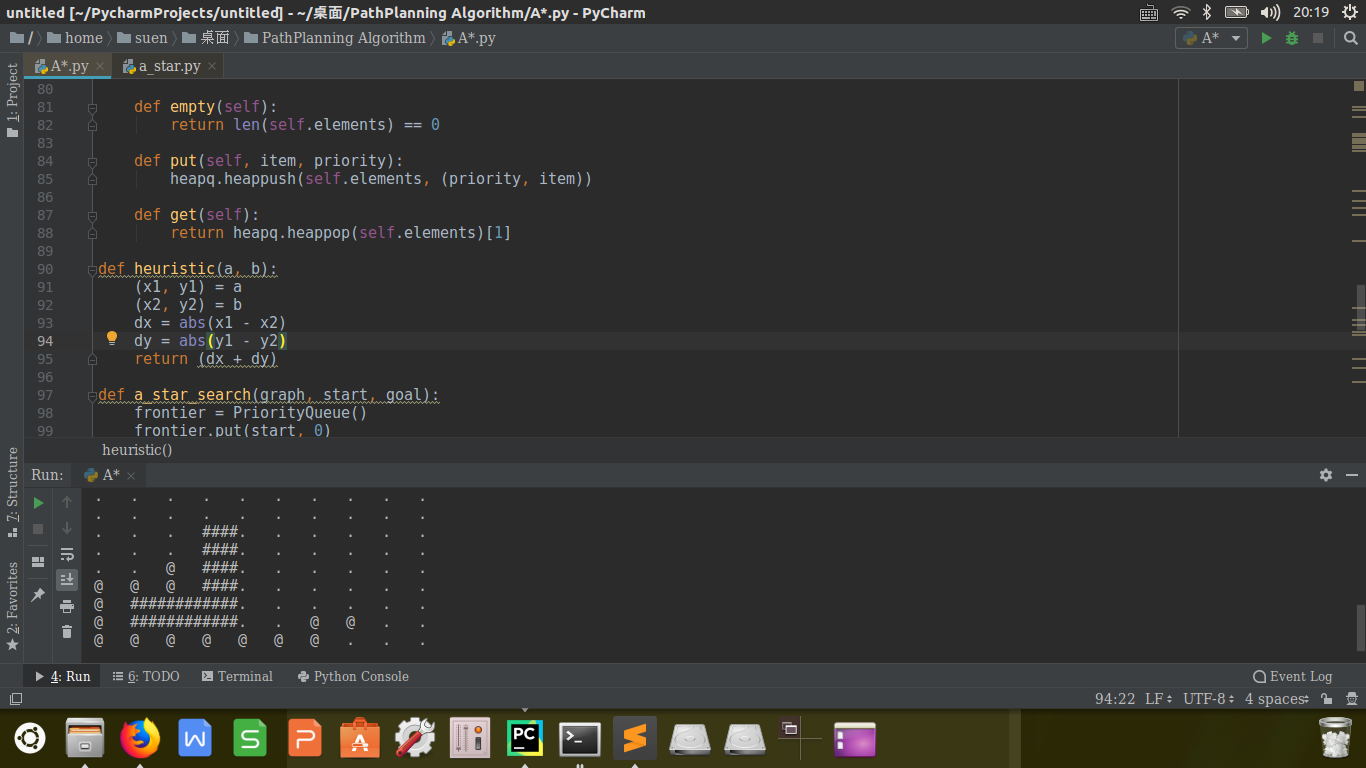 untitled [~/PycharmProjects/untitled] - ~/桌面/PathPlanning Algorithm/A*.py - PyCharm
20:19
/ home suen 桌面 PathPlanning Algorithm A*.py
A*
A*.py a_star.py
1: Project
80
81 def empty(self):
82 return len(self.elements) == 0
83
84 def put(self, item, priority):
85 heapq.heappush(self.elements, (priority, item))
86
87 def get(self):
88 return heapq.heappop(self.elements)[1]
89
90 def heuristic(a, b):
91 (x1, y1) = a
92 (x2, y2) = b
93 dx = abs(x1 - x2)
94 dy = abs(y1 - y2)
95 return (dx + dy)
96
97 def a_star_search(graph, start, goal):
98 frontier = PriorityQueue()
99 frontier.put(start, 0)
heuristic()
7: Structure
2: Favorites
Run: A*
. . . . . . . . . .
. . . . . . . . . .
. . . ####. . . . . .
. . . ####. . . . . .
. . @ ####. . . . . .
@ @ @ ####. . . . . .
@ ############. . . . . .
@ ############. . @ @ . .
@ @ @ @ @ @ @ . . .
4: Run 6: TODO Terminal Python Console Event Log
94:22 LF UTF-8 4 spaces
W S P A PC >_ S